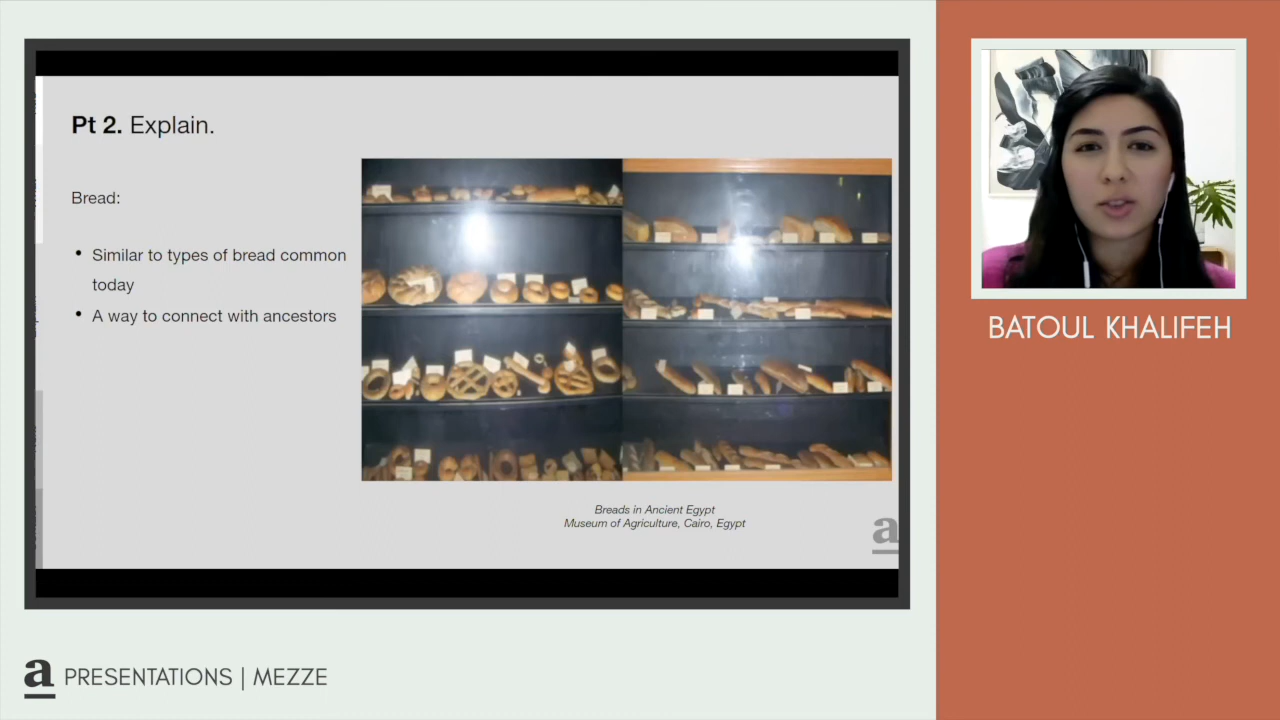 Pt 2. Explain.
Bread:
• Similar to types of bread common
today
• A way to connect with ancestors
Breads in Ancient Egypt
Museum of Agriculture, Cairo, Egypt
a
BATOUL KHALIFEH
a PRESENTATIONS | MEZZE